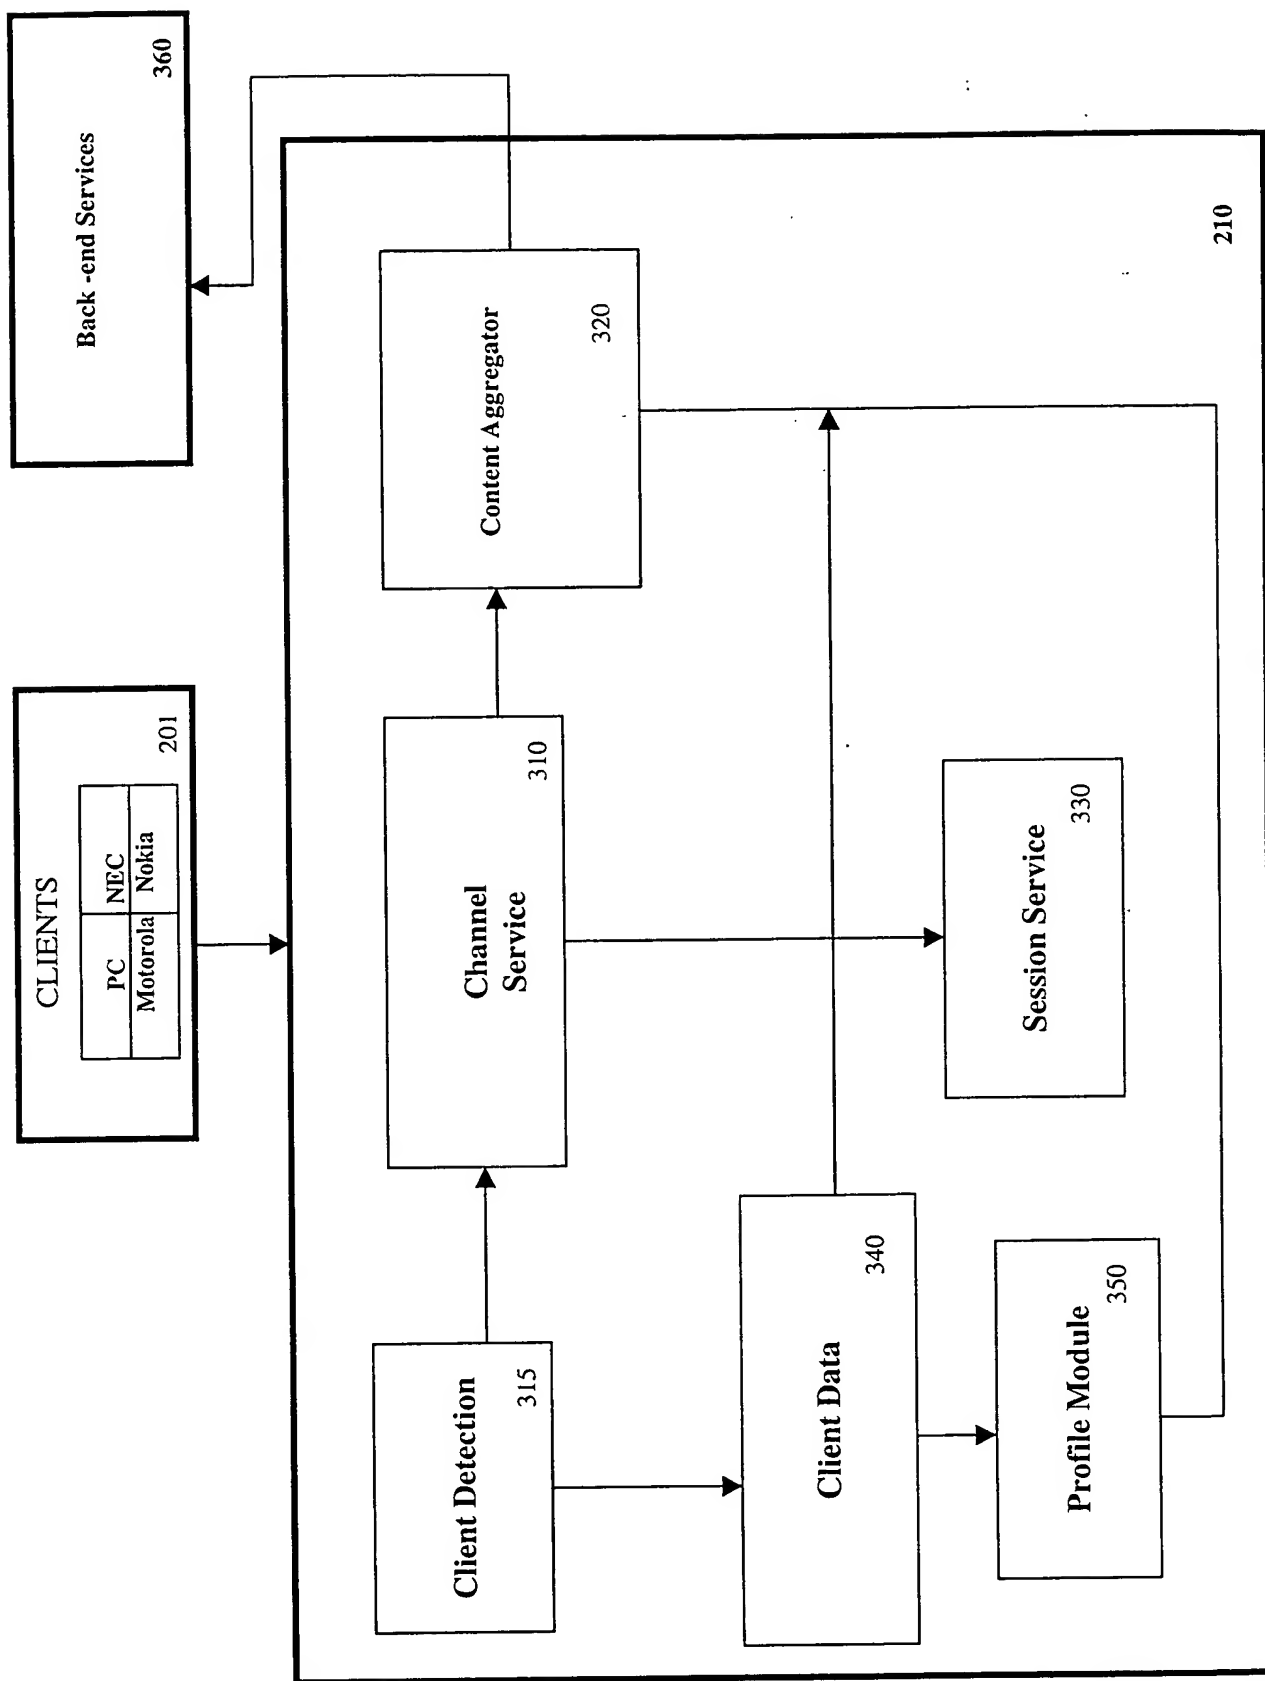 CLIENTS
PC NEC
Motorola Nokia
201
Back -end Services
360
Client Detection
315
Channel
Service
310
Content Aggregator
320
Client Data
340
Session Service
330
Profile Module
350
210